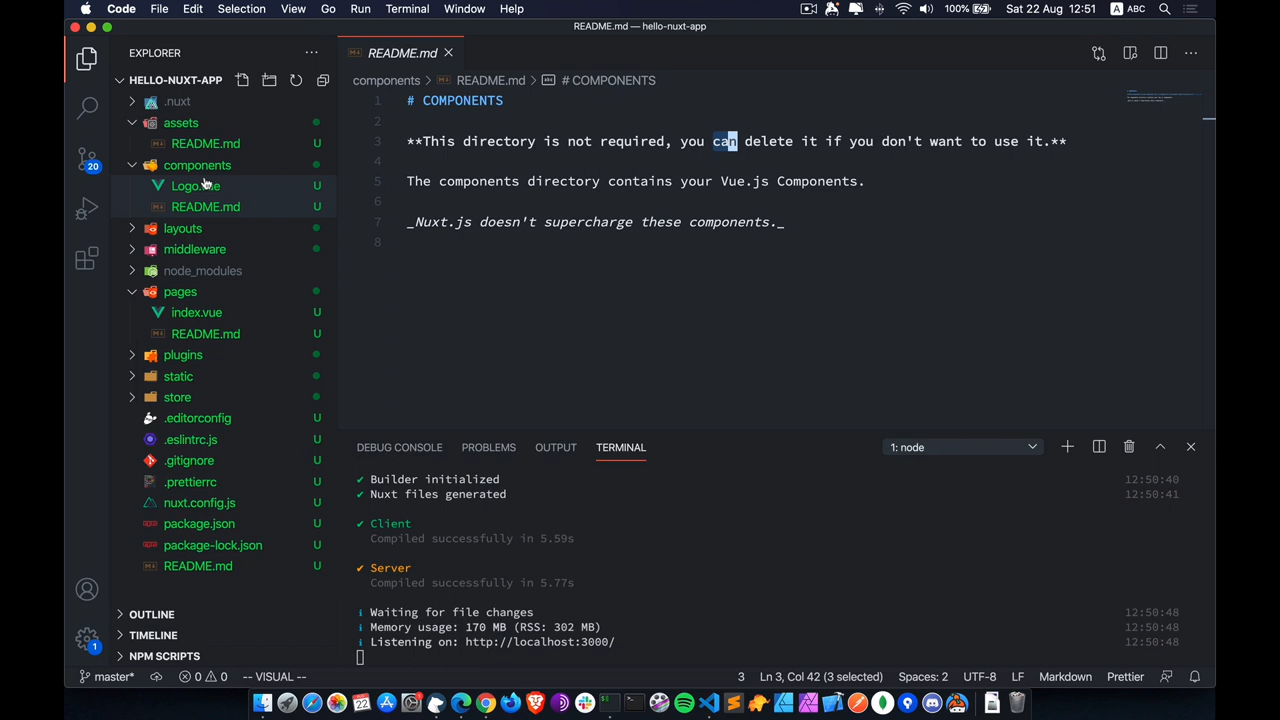 Code File Edit Selection View Go Run Terminal Window Help 100% Sat 22 Aug 12:51 A ABC
README.md — hello-nuxt-app
EXPLORER
HELLO-NUXT-APP
.nuxt
assets
README.md U
components
Logo.vue U
README.md U
layouts
middleware
node_modules
pages
index.vue U
README.md U
plugins
static
store
.editorconfig U
.eslintrc.js U
.gitignore U
.prettierrc U
nuxt.config.js U
package.json U
package-lock.json U
README.md U
OUTLINE
TIMELINE
NPM SCRIPTS
20
1
README.md
components > README.md > # COMPONENTS
1 # COMPONENTS
2
3 **This directory is not required, you can delete it if you don't want to use it.**
4
5 The components directory contains your Vue.js Components.
6
7 _Nuxt.js doesn't supercharge these components._
8
DEBUG CONSOLE PROBLEMS OUTPUT TERMINAL 1: node
✔ Builder initialized 12:50:40
✔ Nuxt files generated 12:50:41
✔ Client
Compiled successfully in 5.59s
✔ Server
Compiled successfully in 5.77s
i Waiting for file changes 12:50:48
i Memory usage: 170 MB (RSS: 302 MB) 12:50:48
i Listening on: http://localhost:3000/ 12:50:48
master* 0 0 -- VISUAL -- 3 Ln 3, Col 42 (3 selected) Spaces: 2 UTF-8 LF Markdown Prettier
22